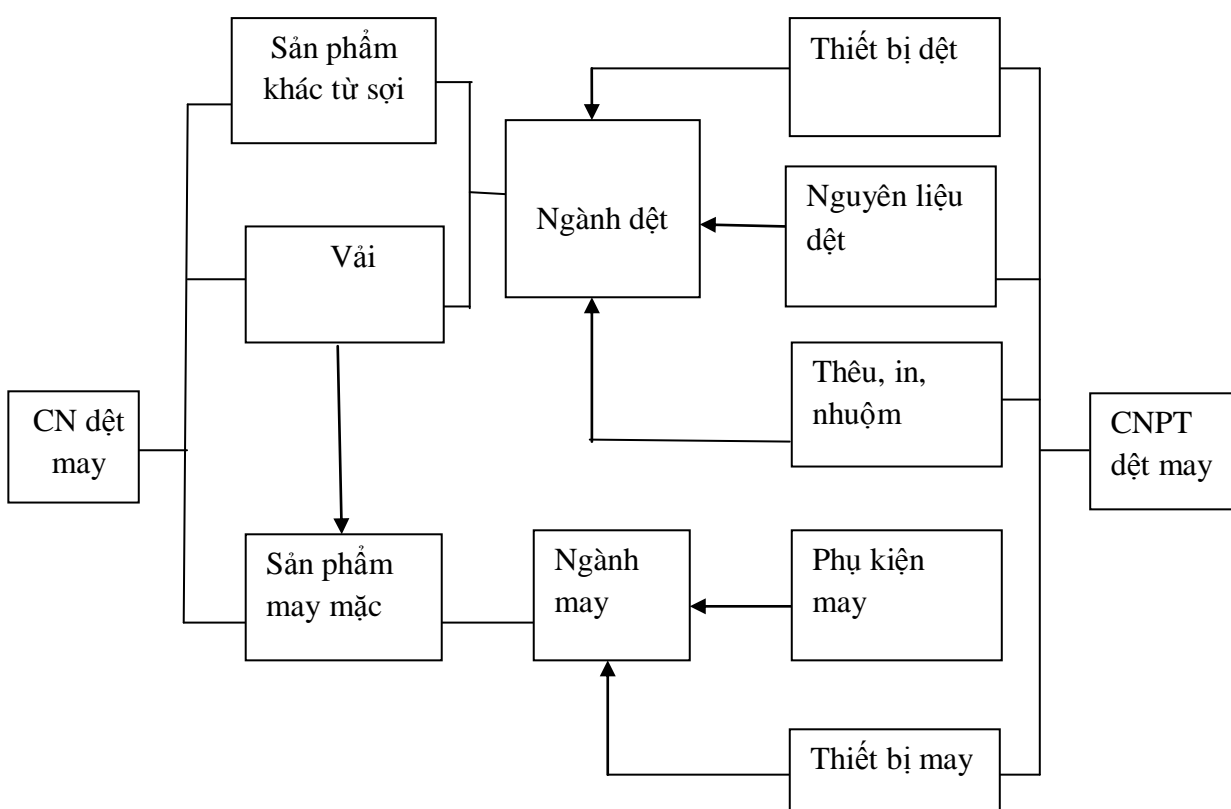 Sản phẩm
khác từ sợi
Thiết bị dệt
Ngành dệt
Nguyên liệu
dệt
Vải
Thêu, in,
nhuộm
CN dệt
may
CNPT
dệt may
Sản phẩm
may mặc
Ngành
may
Phụ kiện
may
Thiết bị may